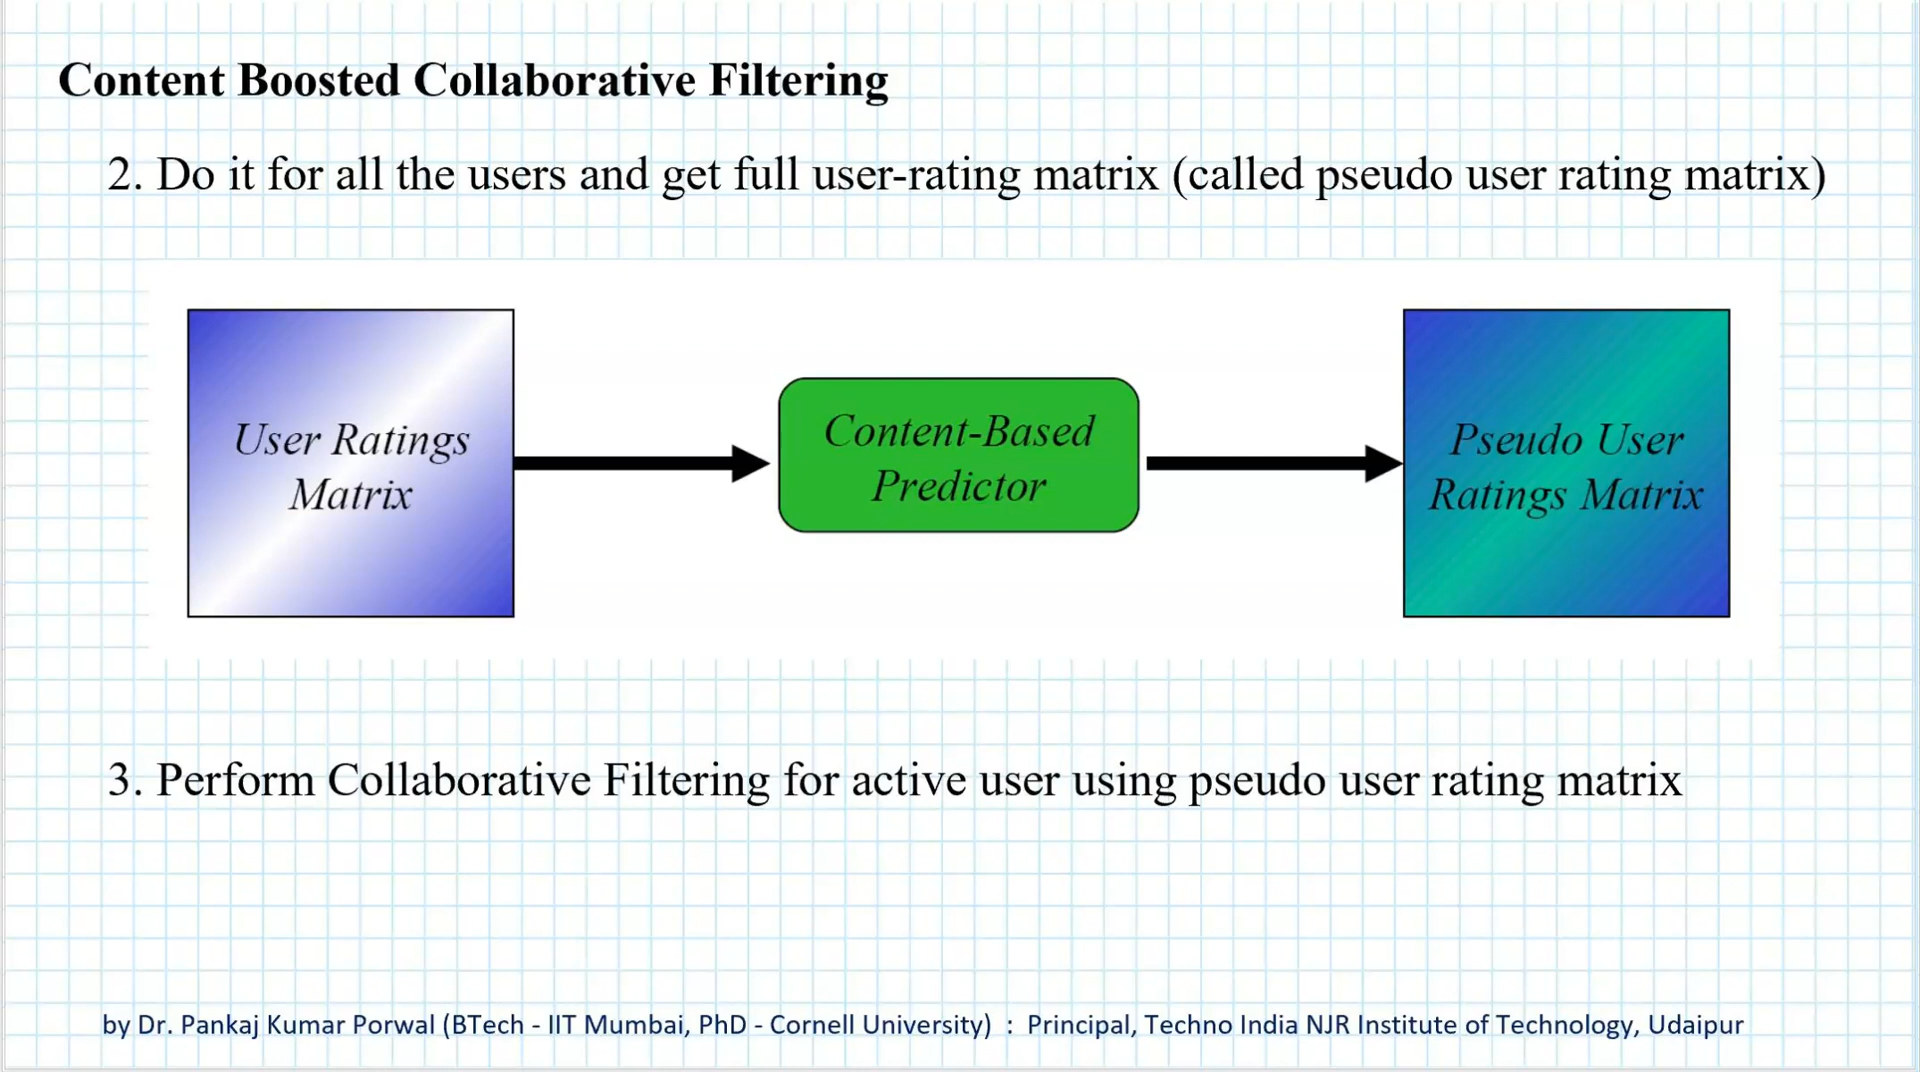 Content Boosted Collaborative Filtering
2. Do it for all the users and get full user-rating matrix (called pseudo user rating matrix)
User Ratings
Matrix
Content-Based
Predictor
Pseudo User
Ratings Matrix
3. Perform Collaborative Filtering for active user using pseudo user rating matrix
by Dr. Pankaj Kumar Porwal (BTech - IIT Mumbai, PhD - Cornell University) : Principal, Techno India NJR Institute of Technology, Udaipur